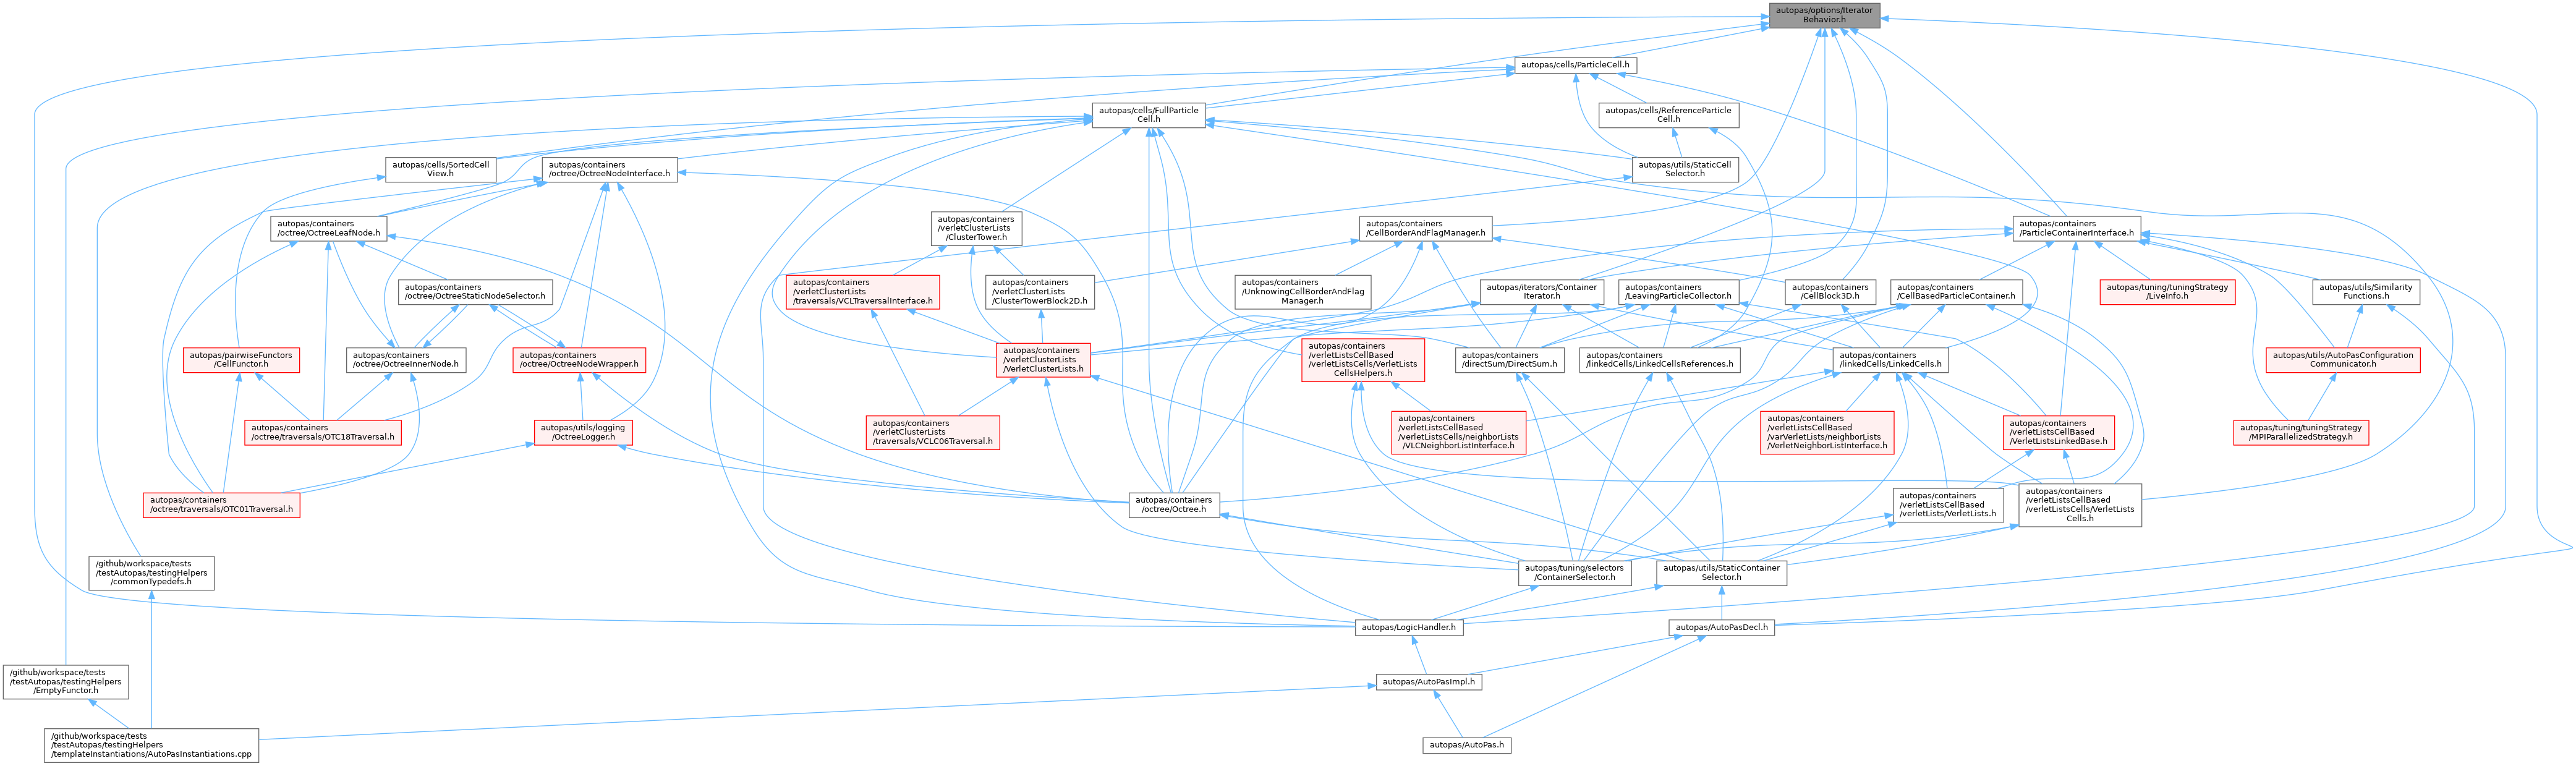 autopas/options/Iterator
Behavior.h
autopas/cells/ParticleCell.h
autopas/cells/FullParticle
Cell.h
autopas/cells/ReferenceParticle
Cell.h
autopas/cells/SortedCell
View.h
autopas/containers
/octree/OctreeNodeInterface.h
autopas/utils/StaticCell
Selector.h
autopas/containers
/octree/OctreeLeafNode.h
autopas/containers
/verletClusterLists
/ClusterTower.h
autopas/containers
/CellBorderAndFlagManager.h
autopas/containers
/ParticleContainerInterface.h
autopas/containers
/octree/OctreeStaticNodeSelector.h
autopas/containers
/verletClusterLists
/traversals/VCLTraversalInterface.h
autopas/containers
/verletClusterLists
/ClusterTowerBlock2D.h
autopas/containers
/UnknowingCellBorderAndFlag
Manager.h
autopas/iterators/Container
Iterator.h
autopas/containers
/LeavingParticleCollector.h
autopas/containers
/CellBlock3D.h
autopas/containers
/CellBasedParticleContainer.h
autopas/tuning/tuningStrategy
/LiveInfo.h
autopas/utils/Similarity
Functions.h
autopas/pairwiseFunctors
/CellFunctor.h
autopas/containers
/octree/OctreeInnerNode.h
autopas/containers
/octree/OctreeNodeWrapper.h
autopas/containers
/verletClusterLists
/VerletClusterLists.h
autopas/containers
/verletListsCellBased
/verletListsCells/VerletLists
CellsHelpers.h
autopas/containers
/directSum/DirectSum.h
autopas/containers
/linkedCells/LinkedCellsReferences.h
autopas/containers
/linkedCells/LinkedCells.h
autopas/utils/AutoPasConfiguration
Communicator.h
autopas/containers
/octree/traversals/OTC18Traversal.h
autopas/utils/logging
/OctreeLogger.h
autopas/containers
/verletClusterLists
/traversals/VCLC06Traversal.h
autopas/containers
/verletListsCellBased
/verletListsCells/neighborLists
/VLCNeighborListInterface.h
autopas/containers
/verletListsCellBased
/varVerletLists/neighborLists
/VerletNeighborListInterface.h
autopas/containers
/verletListsCellBased
/VerletListsLinkedBase.h
autopas/tuning/tuningStrategy
/MPIParallelizedStrategy.h
autopas/containers
/octree/traversals/OTC01Traversal.h
autopas/containers
/octree/Octree.h
autopas/containers
/verletListsCellBased
/verletLists/VerletLists.h
autopas/containers
/verletListsCellBased
/verletListsCells/VerletLists
Cells.h
/github/workspace/tests
/testAutopas/testingHelpers
/commonTypedefs.h
autopas/tuning/selectors
/ContainerSelector.h
autopas/utils/StaticContainer
Selector.h
autopas/LogicHandler.h
autopas/AutoPasDecl.h
/github/workspace/tests
/testAutopas/testingHelpers
/EmptyFunctor.h
autopas/AutoPasImpl.h
/github/workspace/tests
/testAutopas/testingHelpers
/templateInstantiations/AutoPasInstantiations.cpp
autopas/AutoPas.h